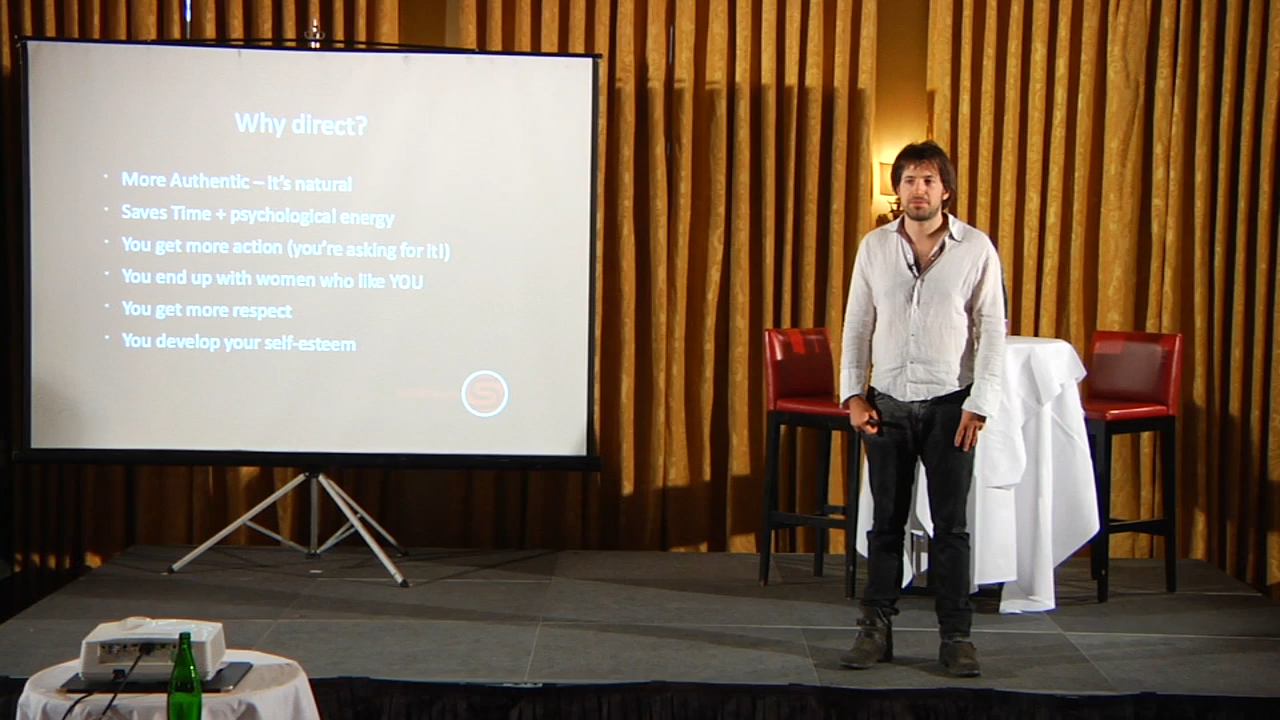 Why direct?
· More Authentic – It's natural
· Saves Time + psychological energy
· You get more action (you're asking for it!)
· You end up with women who like YOU
· You get more respect
· You develop your self-esteem